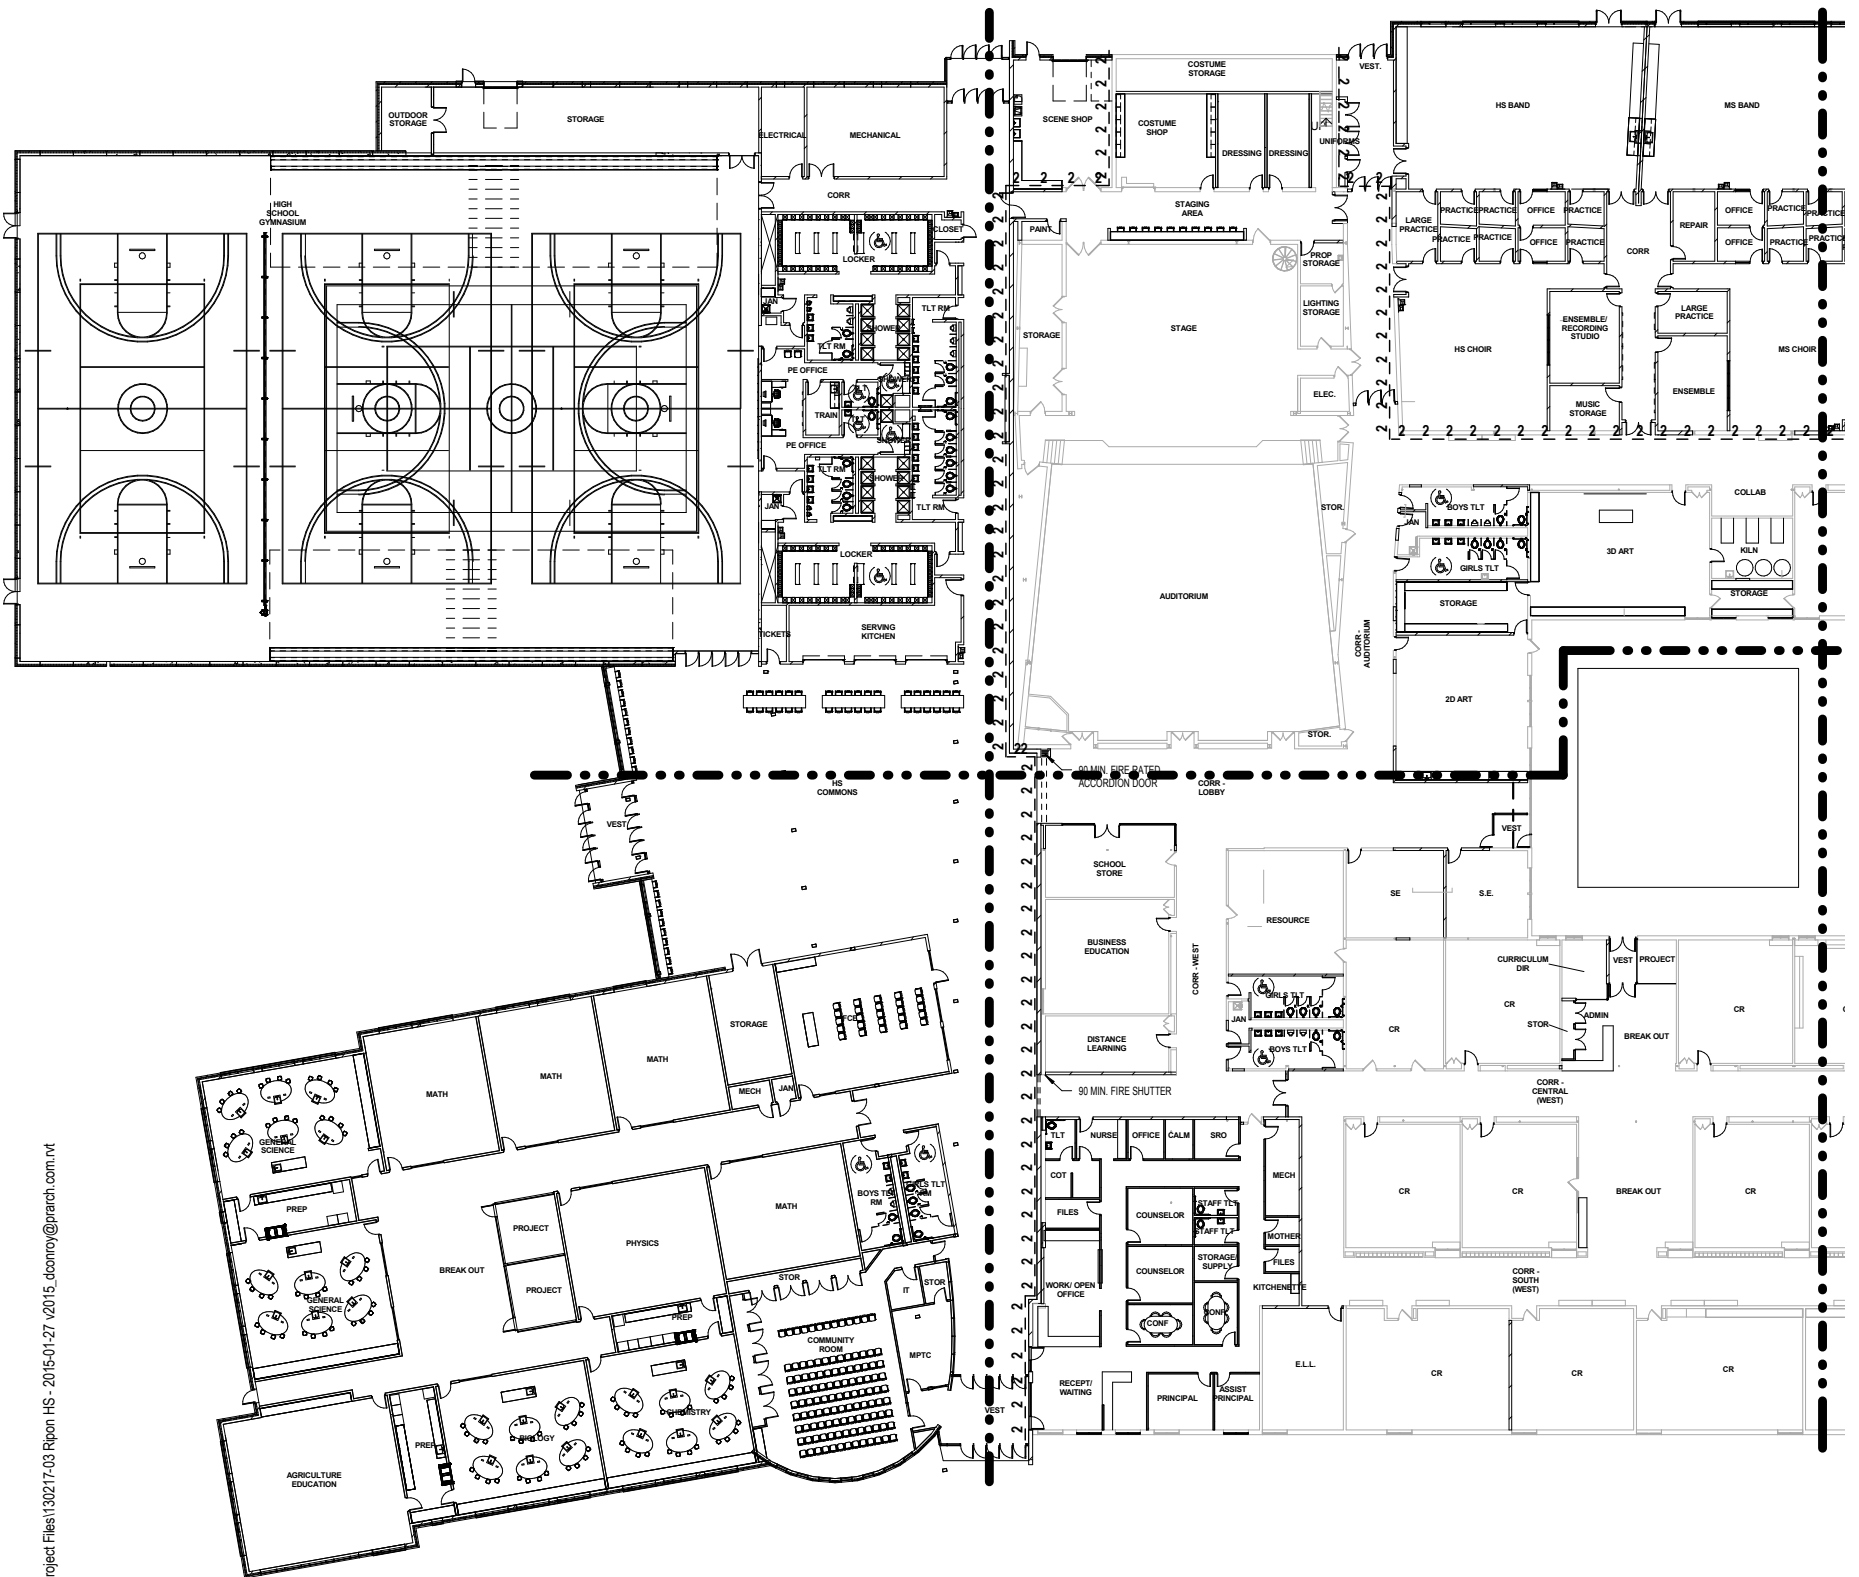 COSTUME
STORAGE
VEST.
OUTDOOR
STORAGE
STORAGE
ELECTRICAL
MECHANICAL
SCENE SHOP
COSTUME
SHOP
DRESSING
DRESSING
UNIFORMS
HS BAND
MS BAND
CORR
HIGH
SCHOOL
GYMNASIUM
STAGING
AREA
PAINT
CLOSET
LOCKER
LARGE
PRACTICE
PRACTICE
PRACTICE
OFFICE
PRACTICE
PRACTICE
PRACTICE
OFFICE
PRACTICE
REPAIR
OFFICE
OFFICE
PRACTICE
PRACTICE
PRACTICE
PRACTICE
CORR
PROP
STORAGE
LIGHTING
STORAGE
JAN
TLT RM
SHOWER
TLT RM
STORAGE
STAGE
ELEC.
HS CHOIR
ENSEMBLE/
RECORDING
STUDIO
LARGE
PRACTICE
MS CHOIR
MUSIC
STORAGE
ENSEMBLE
PE OFFICE
SHOWER
TRAIN
SHOWER
PE OFFICE
TLT RM
SHOWER
TLT RM
JAN
LOCKER
TICKETS
SERVING
KITCHEN
STOR.
AUDITORIUM
CORR -
AUDITORIUM
STOR.
BOYS TLT
JAN
GIRLS TLT
STORAGE
3D ART
COLLAB
KILN
STORAGE
2D ART
HS
COMMONS
90 MIN. FIRE RATED
ACCORDION DOOR
CORR -
LOBBY
VEST
VEST
SCHOOL
STORE
BUSINESS
EDUCATION
CORR - WEST
RESOURCE
SE
S.E.
CURRICULUM
DIR
VEST
PROJECT
GIRLS TLT
JAN
BOYS TLT
CR
CR
STOR
ADMIN
BREAK OUT
CR
DISTANCE
LEARNING
90 MIN. FIRE SHUTTER
CORR -
CENTRAL
(WEST)
STORAGE
FCE
MATH
MATH
MATH
MECH
JAN
GENERAL
SCIENCE
PREP
GENERAL
SCIENCE
BREAK OUT
PROJECT
PROJECT
PHYSICS
MATH
BOYS TLT
RM
GIRLS TLT
RM
STOR
IT
STOR
PREP
COMMUNITY
ROOM
MPTC
CHEMISTRY
BIOLOGY
PREP
AGRICULTURE
EDUCATION
VEST
TLT
NURSE
OFFICE
CALM
SRO
COT
FILES
MECH
COUNSELOR
STAFF TLT
STAFF TLT
MOTHER
STORAGE/
SUPPLY
FILES
COUNSELOR
KITCHENETTE
WORK/ OPEN
OFFICE
CONF
CONF
RECEPT/
WAITING
PRINCIPAL
ASSIST
PRINCIPAL
E.L.L.
CR
CR
BREAK OUT
CR
CORR -
SOUTH
(WEST)
CR
CR
CR
roject Files\130217-03 Ripon HS - 2015-01-27 v2015_dconroy@prarch.com.rvt